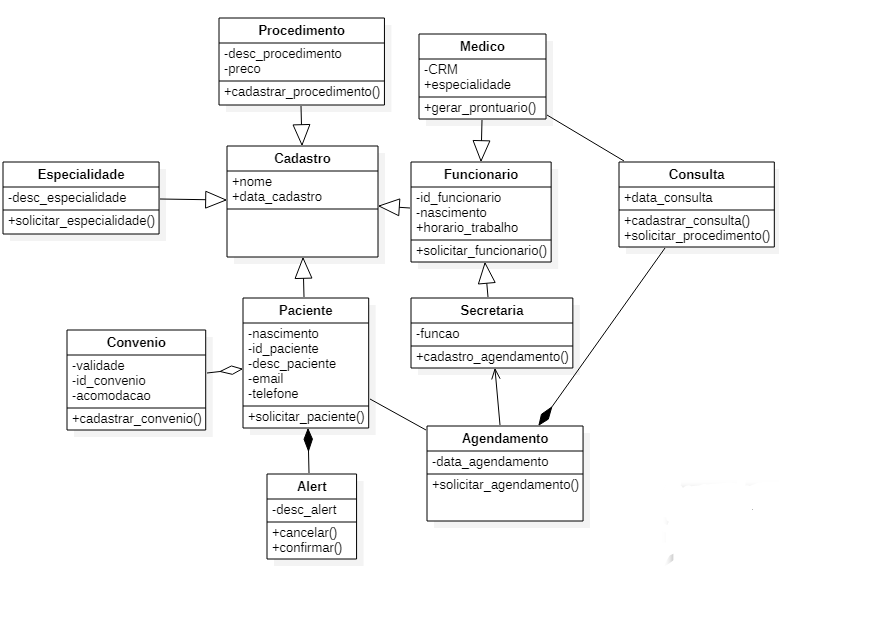 Procedimento
-desc_procedimento
-preco
+cadastrar_procedimento()
Medico
-CRM
+especialidade
+gerar_prontuario()
Especialidade
-desc_especialidade
+solicitar_especialidade()
Cadastro
+nome
+data_cadastro
Funcionario
-id_funcionario
-nascimento
+horario_trabalho
+solicitar_funcionario()
Consulta
+data_consulta
+cadastrar_consulta()
+solicitar_procedimento()
Convenio
-validade
-id_convenio
-acomodacao
+cadastrar_convenio()
Paciente
-nascimento
-id_paciente
-desc_paciente
-email
-telefone
+solicitar_paciente()
Secretaria
-funcao
+cadastro_agendamento()
Alert
-desc_alert
+cancelar()
+confirmar()
Agendamento
-data_agendamento
+solicitar_agendamento()